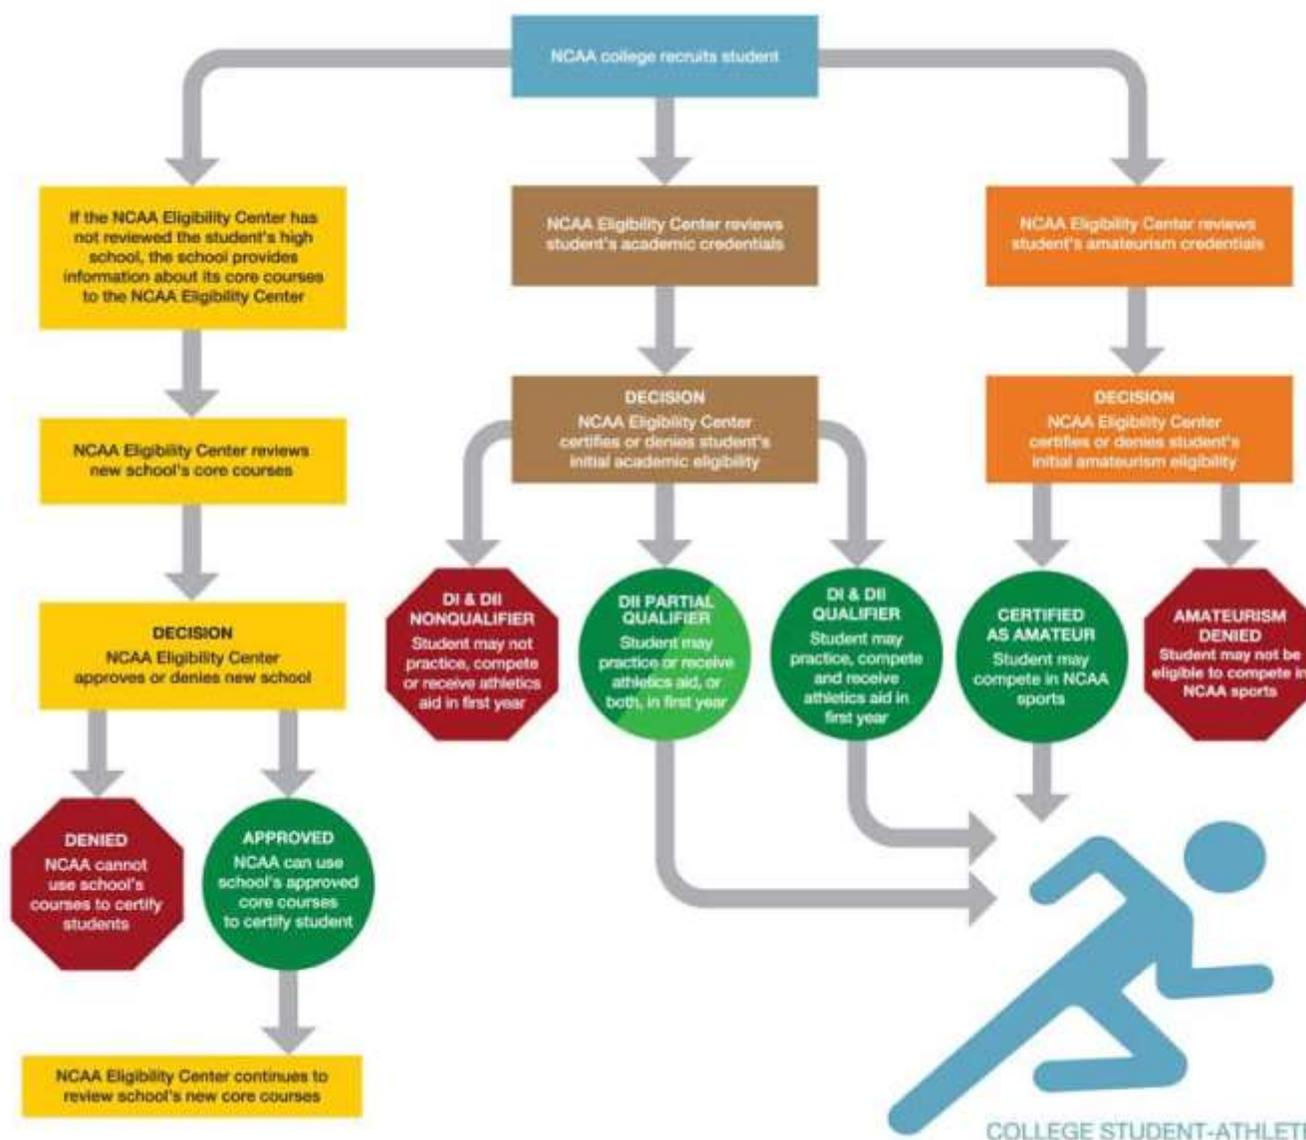 NCAA college recruits student
If the NCAA Eligibility Center has
not reviewed the student's high
school, the school provides
information about its core courses
to the NCAA Eligibility Center
NCAA Eligibility Center reviews
new school's core courses
DECISION
NCAA Eligibility Center
approves or denies new school
DENIED
NCAA cannot
use school's
courses to certify
students
APPROVED
NCAA can use
school's approved
core courses
to certify student
NCAA Eligibility Center continues to
review school's new core courses
NCAA Eligibility Center reviews
student's academic credentials
DECISION
NCAA Eligibility Center
certifies or denies student's
initial academic eligibility
DI & DII
NONQUALIFIER
Student may not
practice, compete
or receive athletics
aid in first year
DII PARTIAL
QUALIFIER
Student may
practice or receive
athletics aid, or
both, in first year
DI & DII
QUALIFIER
Student may
practice, compete
and receive
athletics aid in
first year
NCAA Eligibility Center reviews
student's amateurism credentials
DECISION
NCAA Eligibility Center
certifies or denies student's
initial amateurism eligibility
CERTIFIED
AS AMATEUR
Student may
compete in NCAA
sports
AMATEURISM
DENIED
Student may not be
eligible to compete in
NCAA sports
COLLEGE STUDENT-ATHLETE